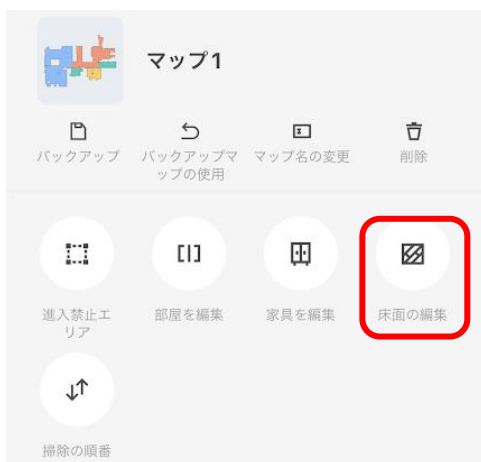 マップ1
バックアップ
バックアップマ
ップの使用
マップ名の変更
削除
進入禁止エ
リア
部屋を編集
家具を編集
床面の編集
掃除の順番